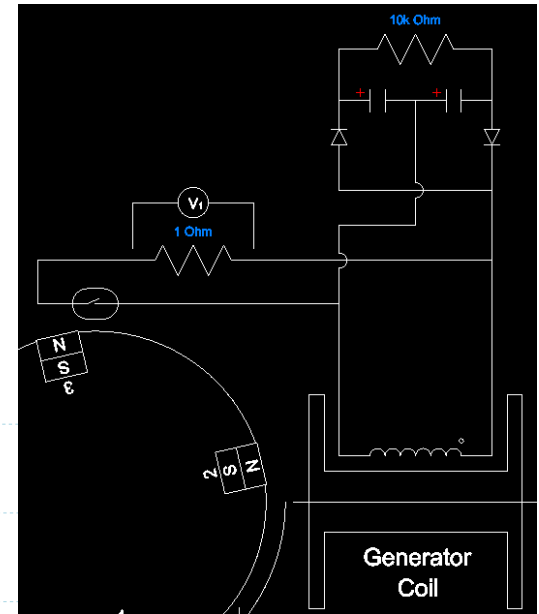 10k Ohm
+ +
V1
1 Ohm
N
S
3
2 S N
Generator
Coil